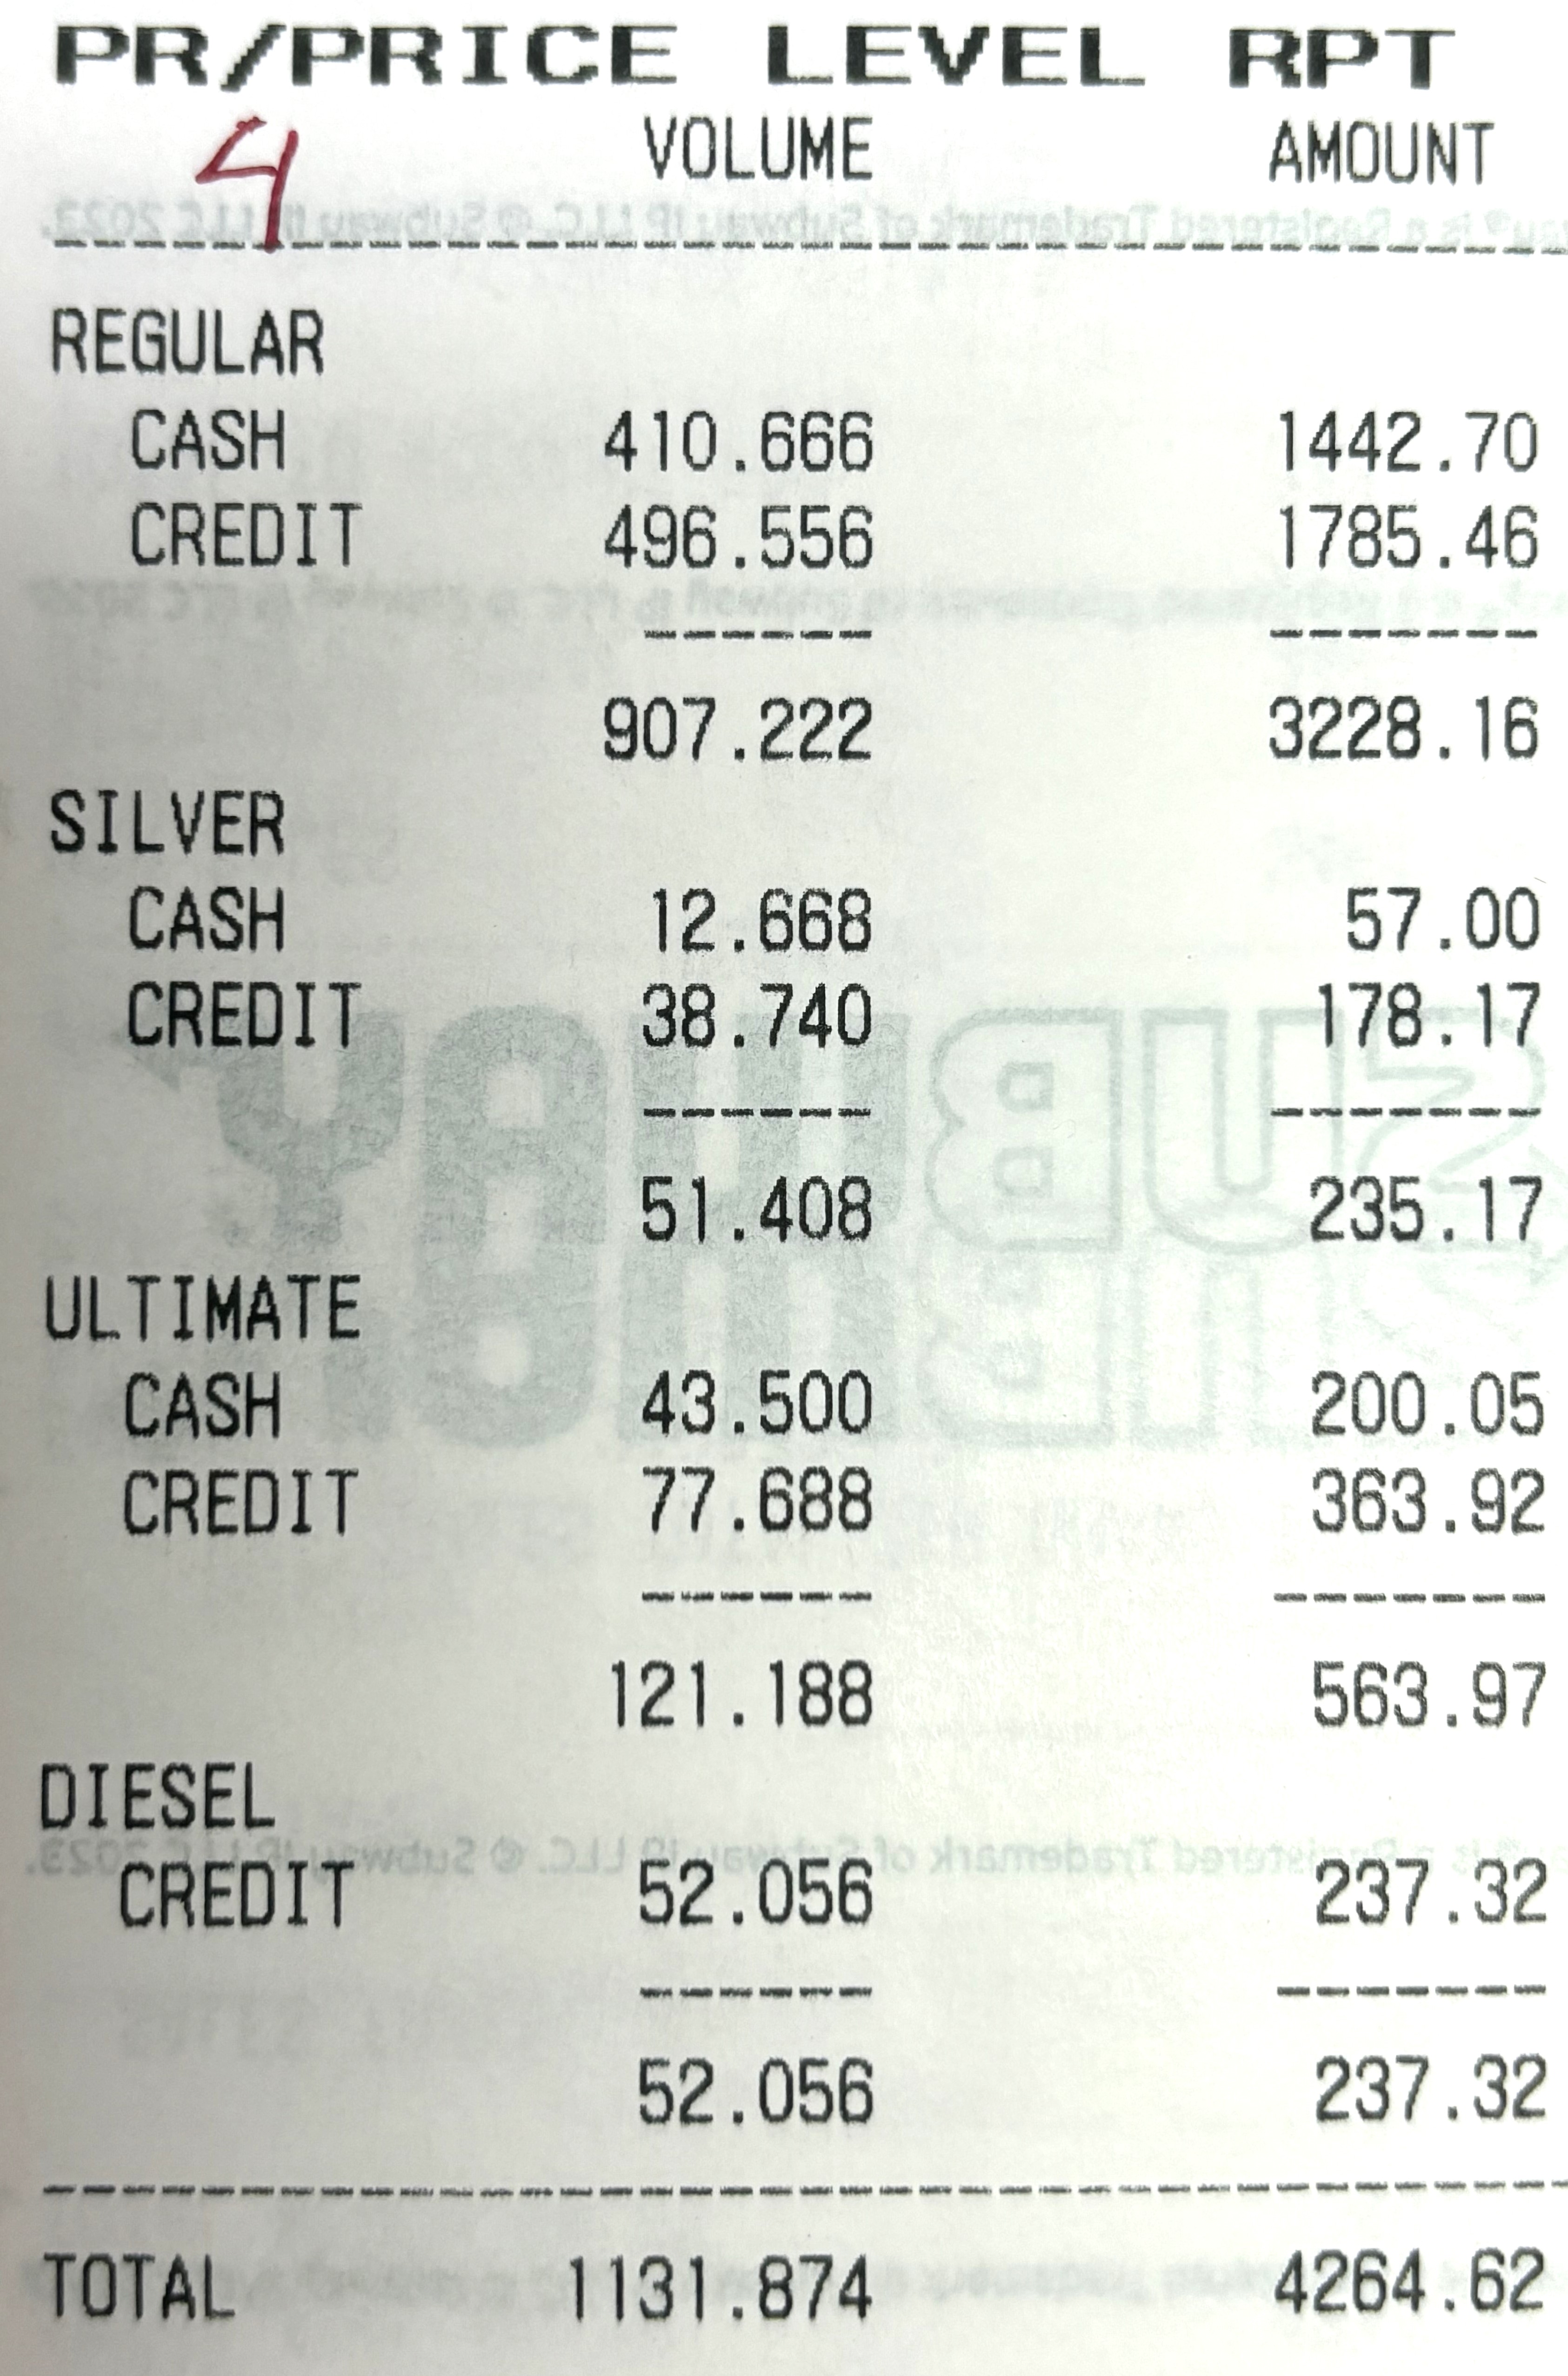 PR/PRICE LEVEL RPT
4 VOLUME AMOUNT
REGULAR
CASH 410.666 1442.70
CREDIT 496.556 1785.46
907.222 3228.16
SILVER
CASH 12.668 57.00
CREDIT 38.740 178.17
51.408 235.17
ULTIMATE
CASH 43.500 200.05
CREDIT 77.688 363.92
121.188 563.97
DIESEL
CREDIT 52.056 237.32
52.056 237.32
TOTAL 1131.874 4264.62